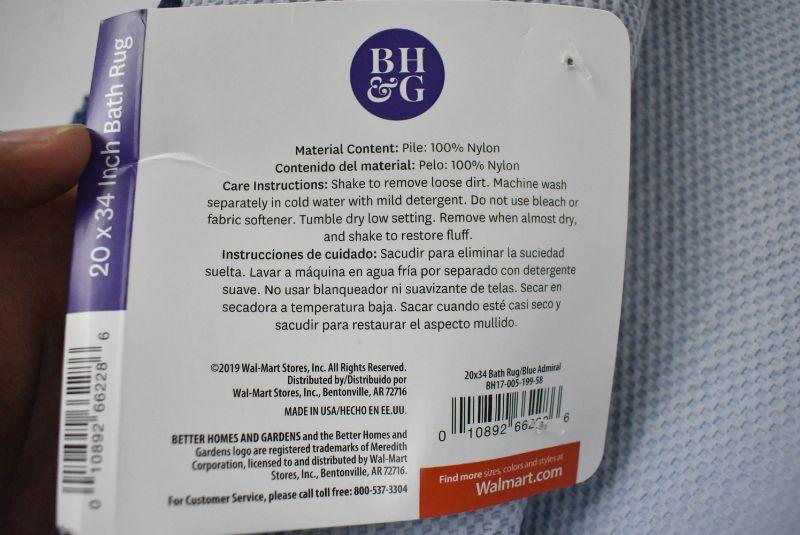 BH
&G
20 x 34 Inch Bath Rug
Material Content: Pile: 100% Nylon
Contenido del material: Pelo: 100% Nylon
Care Instructions: Shake to remove loose dirt. Machine wash
separately in cold water with mild detergent. Do not use bleach or
fabric softener. Tumble dry low setting. Remove when almost dry,
and shake to restore fluff.
Instrucciones de cuidado: Sacudir para eliminar la suciedad
suelta. Lavar a máquina en agua fría por separado con detergente
suave. No usar blanqueador ni suavizante de telas. Secar en
secadora a temperatura baja. Sacar cuando esté casi seco y
sacudir para restaurar el aspecto mullido.
©2019 Wal-Mart Stores, Inc. All Rights Reserved.
Distributed by/Distribuido por
Wal-Mart Stores, Inc., Bentonville, AR 72716
MADE IN USA/HECHO EN EE.UU.
BETTER HOMES AND GARDENS and the Better Homes and
Gardens logo are registered trademarks of Meredith
Corporation, licensed to and distributed by Wal-Mart
Stores, Inc., Bentonville, AR 72716.
For Customer Service, please call toll free: 800-537-3304
20x34 Bath Rug/Blue Admiral
BH17-005-199-58
0 10892 66228 6
Find more sizes, colors and styles at
Walmart.com
0 10892 66228 6